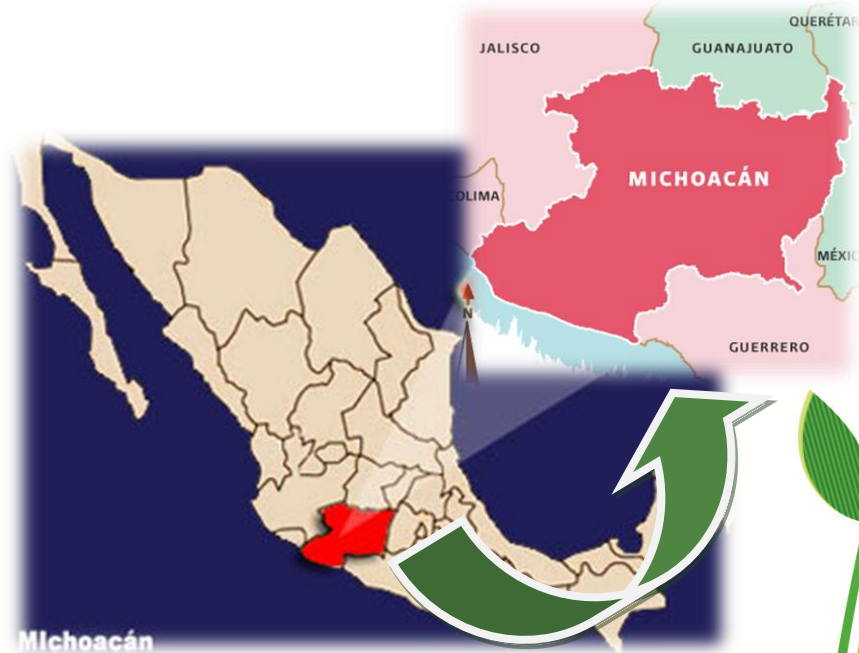 QUERÉTAR
JALISCO
GUANAJUATO
MICHOACÁN
OLIMA
MÉXIC
GUERRERO
N
MIchoacán